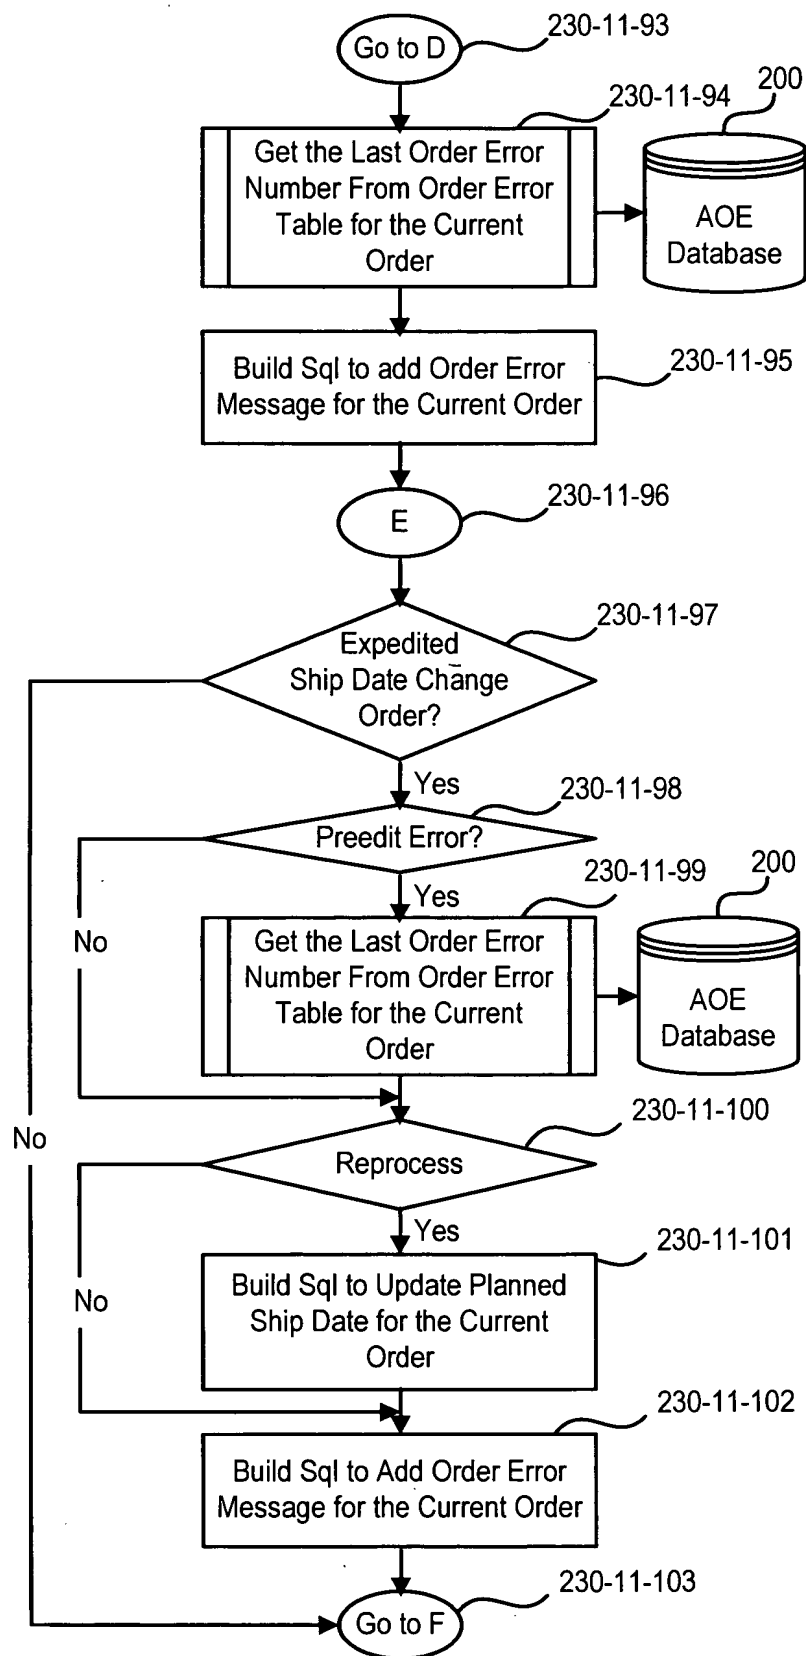 Go to D
230-11-93
230-11-94
200
Get the Last Order Error
Number From Order Error
Table for the Current
Order
AOE
Database
230-11-95
Build Sql to add Order Error
Message for the Current Order
E
230-11-96
230-11-97
Expedited
Ship Date Change
Order?
Yes
230-11-98
Preedit Error?
Yes
230-11-99
200
No
Get the Last Order Error
Number From Order Error
Table for the Current
Order
AOE
Database
230-11-100
No
Reprocess
Yes
230-11-101
No
Build Sql to Update Planned
Ship Date for the Current
Order
230-11-102
Build Sql to Add Order Error
Message for the Current Order
230-11-103
Go to F